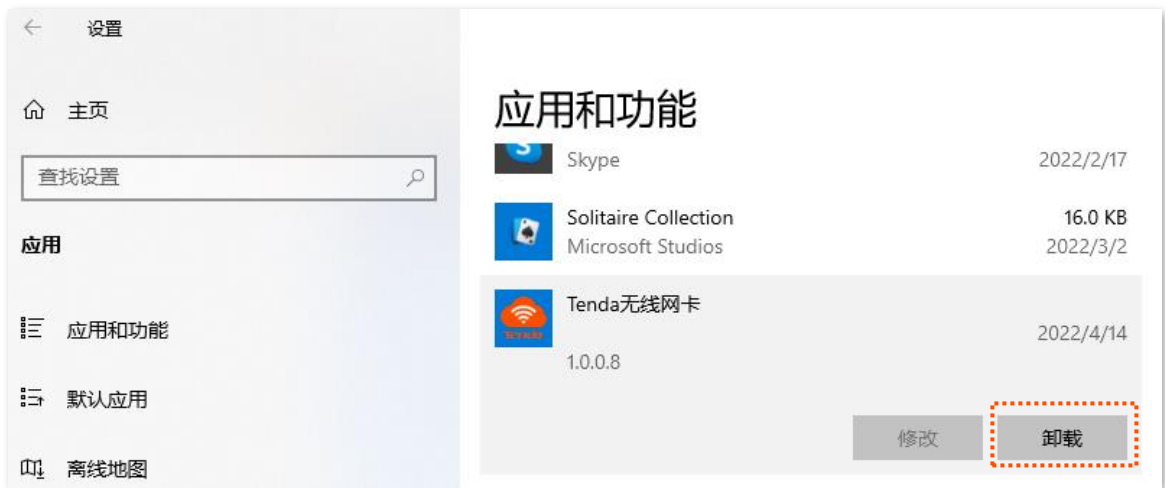 设置
主页
查找设置
应用
应用和功能
默认应用
离线地图
应用和功能
Skype
2022/2/17
Solitaire Collection
16.0 KB
Microsoft Studios
2022/3/2
Tenda无线网卡
2022/4/14
1.0.0.8
修改
卸载